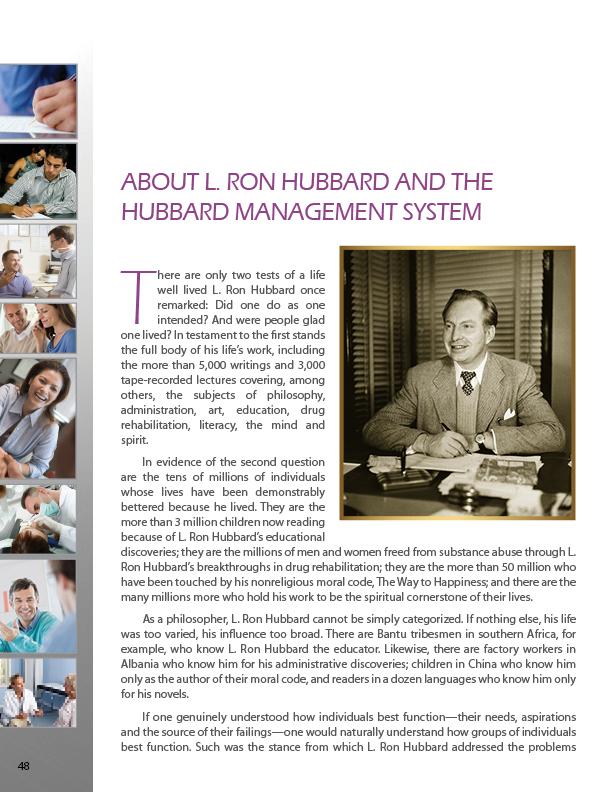 ABOUT L. RON HUBBARD AND THE
HUBBARD MANAGEMENT SYSTEM
There are only two tests of a life
well lived L. Ron Hubbard once
remarked: Did one do as one
intended? And were people glad
one lived? In testament to the first stands
the full body of his life’s work, including
the more than 5,000 writings and 3,000
tape-recorded lectures covering, among
others, the subjects of philosophy,
administration, art, education, drug
rehabilitation, literacy, the mind and
spirit.
In evidence of the second question
are the tens of millions of individuals
whose lives have been demonstrably
bettered because he lived. They are the
more than 3 million children now reading
because of L. Ron Hubbard’s educational
discoveries; they are the millions of men and women freed from substance abuse through L.
Ron Hubbard’s breakthroughs in drug rehabilitation; they are the more than 50 million who
have been touched by his nonreligious moral code, The Way to Happiness; and there are the
many millions more who hold his work to be the spiritual cornerstone of their lives.
As a philosopher, L. Ron Hubbard cannot be simply categorized. If nothing else, his life
was too varied, his influence too broad. There are Bantu tribesmen in southern Africa, for
example, who know L. Ron Hubbard the educator. Likewise, there are factory workers in
Albania who know him for his administrative discoveries; children in China who know him
only as the author of their moral code, and readers in a dozen languages who know him only
for his novels.
If one genuinely understood how individuals best function—their needs, aspirations
and the source of their failings—one would naturally understand how groups of individuals
best function. Such was the stance from which L. Ron Hubbard addressed the problems
48